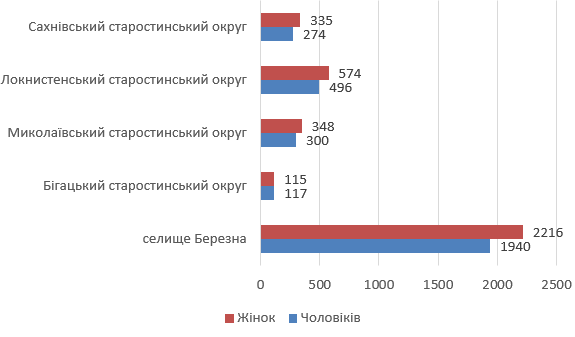 Сахнівський старостинський округ
335
274
Локнистенський старостинський округ
574
496
Миколаївський старостинський округ
348
300
Бігацький старостинський округ
115
117
селище Березна
2216
1940
0 500 1000 1500 2000 2500
Жінок Чоловіків